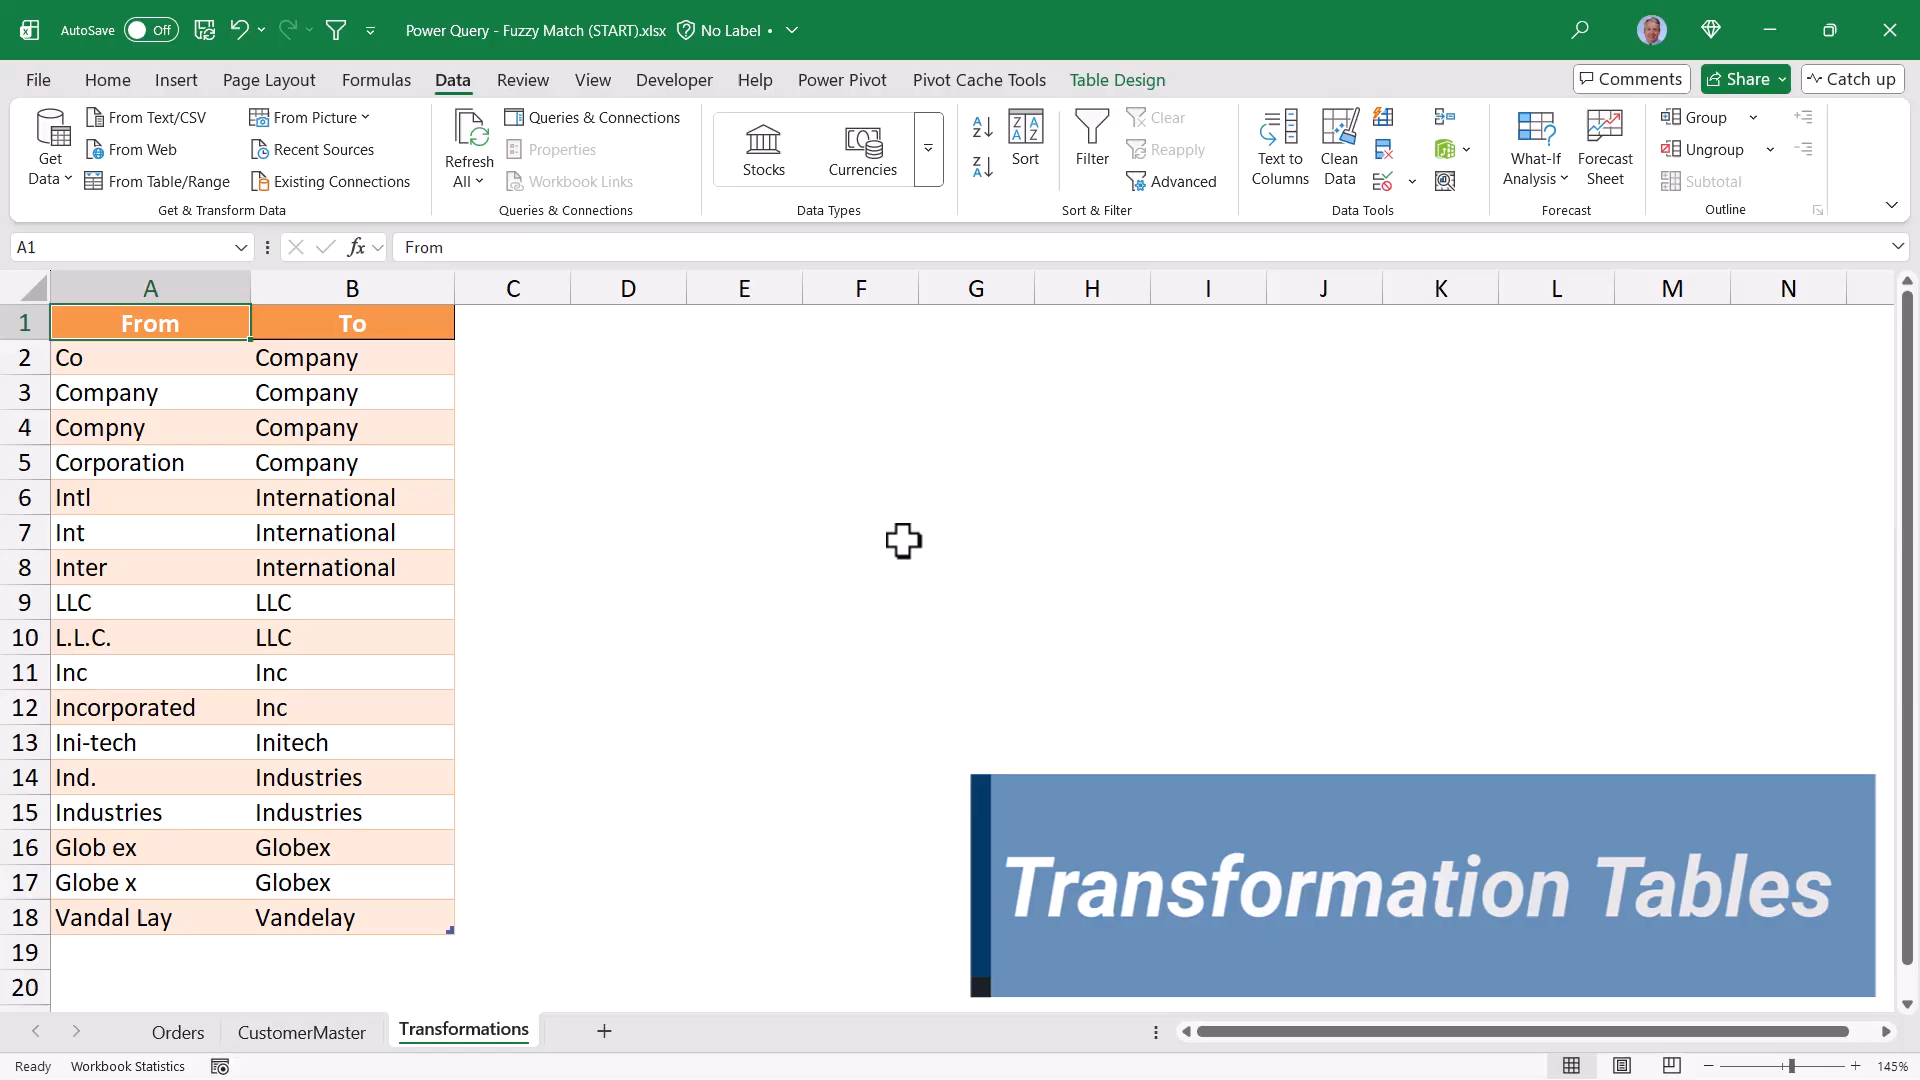 AutoSave Off Power Query - Fuzzy Match (START).xlsx No Label •
File Home Insert Page Layout Formulas Data Review View Developer Help Power Pivot Pivot Cache Tools Table Design Comments Share Catch up
Get Data
From Text/CSV
From Web
From Table/Range
From Picture
Recent Sources
Existing Connections
Get & Transform Data
Refresh All
Queries & Connections
Properties
Workbook Links
Queries & Connections
Stocks
Currencies
Data Types
Sort
Filter
Clear
Reapply
Advanced
Sort & Filter
Text to Columns
Clean Data
Data Tools
What-If Analysis
Forecast Sheet
Forecast
Group
Ungroup
Subtotal
Outline
A1 fx From
A B C D E F G H I J K L M N
1 From To
2 Co Company
3 Company Company
4 Compny Company
5 Corporation Company
6 Intl International
7 Int International
8 Inter International
9 LLC LLC
10 L.L.C. LLC
11 Inc Inc
12 Incorporated Inc
13 Ini-tech Initech
14 Ind. Industries
15 Industries Industries
16 Glob ex Globex
17 Globe x Globex
18 Vandal Lay Vandelay
19
20
Transformation Tables
Orders CustomerMaster Transformations
Ready Workbook Statistics 145%